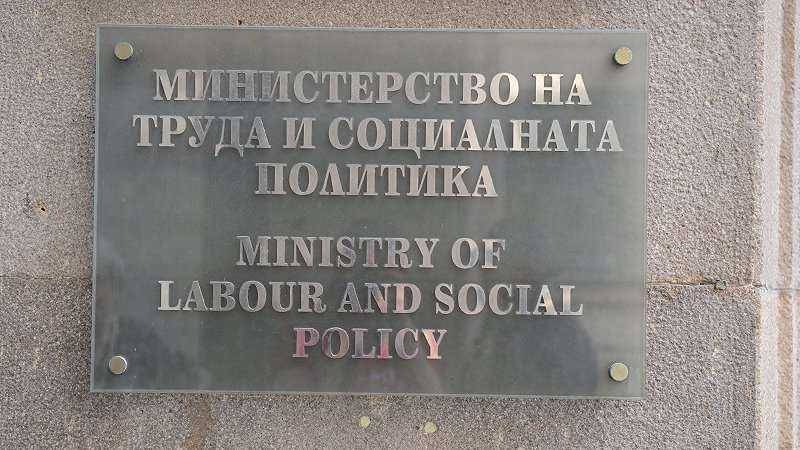 МИНИСТЕРСТВО НА
ТРУДА И СОЦИАЛНАТА
ПОЛИТИКА
MINISTRY OF
LABOUR AND SOCIAL
POLICY